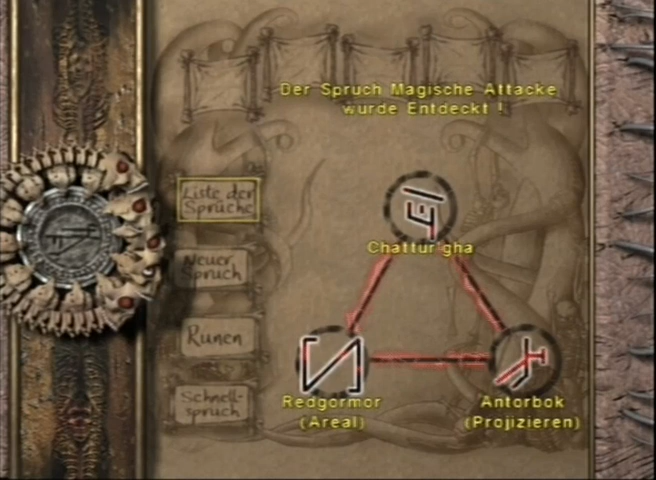 Der Spruch Magische Attacke
wurde Entdeckt !
Liste der
Sprüche
Chattur'gha
Neuer
Spruch
Runen
Redgormor
(Areal)
Antorbok
(Projizieren)
Schnell-
spruch